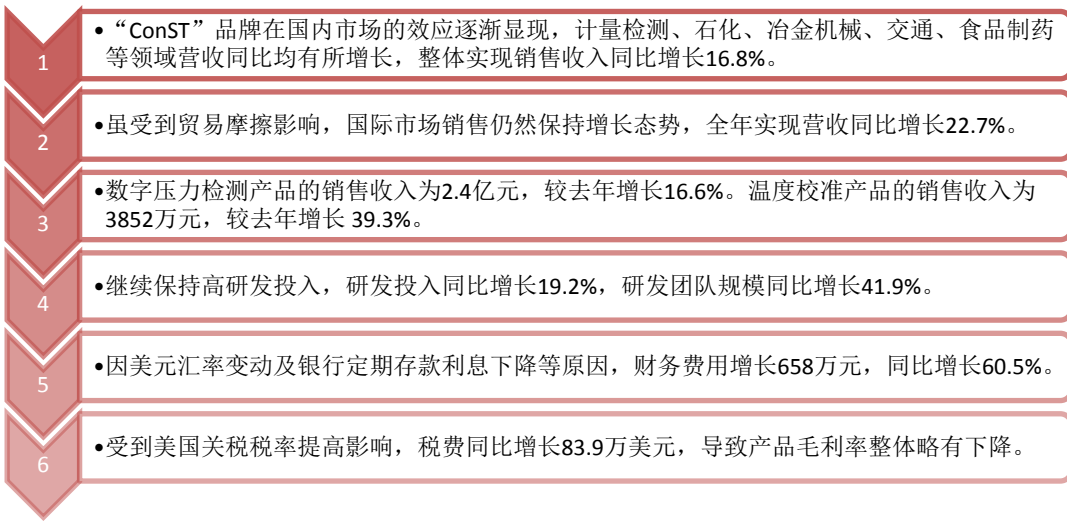 1
•“ConST”品牌在国内市场的效应逐渐显现，计量检测、石化、冶金机械、交通、食品制药
等领域营收同比均有所增长，整体实现销售收入同比增长16.8%。
2
•虽受到贸易摩擦影响，国际市场销售仍然保持增长态势，全年实现营收同比增长22.7%。
3
•数字压力检测产品的销售收入为2.4亿元，较去年增长16.6%。温度校准产品的销售收入为
3852万元，较去年增长 39.3%。
4
•继续保持高研发投入，研发投入同比增长19.2%，研发团队规模同比增长41.9%。
5
•因美元汇率变动及银行定期存款利息下降等原因，财务费用增长658万元，同比增长60.5%。
6
•受到美国关税税率提高影响，税费同比增长83.9万美元，导致产品毛利率整体略有下降。